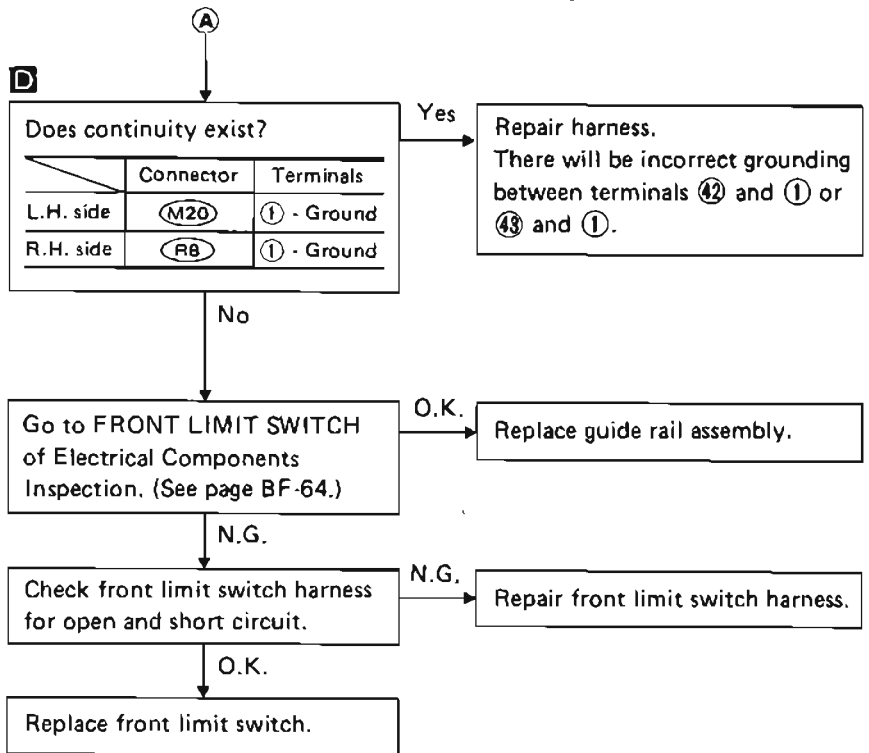 Ⓐ
D
Does continuity exist?
Connector Terminals
L.H. side M20 ① - Ground
R.H. side R8 ① - Ground
Yes
Repair harness.
There will be incorrect grounding
between terminals ㊷ and ① or
㊸ and ①.
No
Go to FRONT LIMIT SWITCH
of Electrical Components
Inspection. (See page BF-64.)
O.K.
Replace guide rail assembly.
N.G.
Check front limit switch harness
for open and short circuit.
N.G.
Repair front limit switch harness.
O.K.
Replace front limit switch.